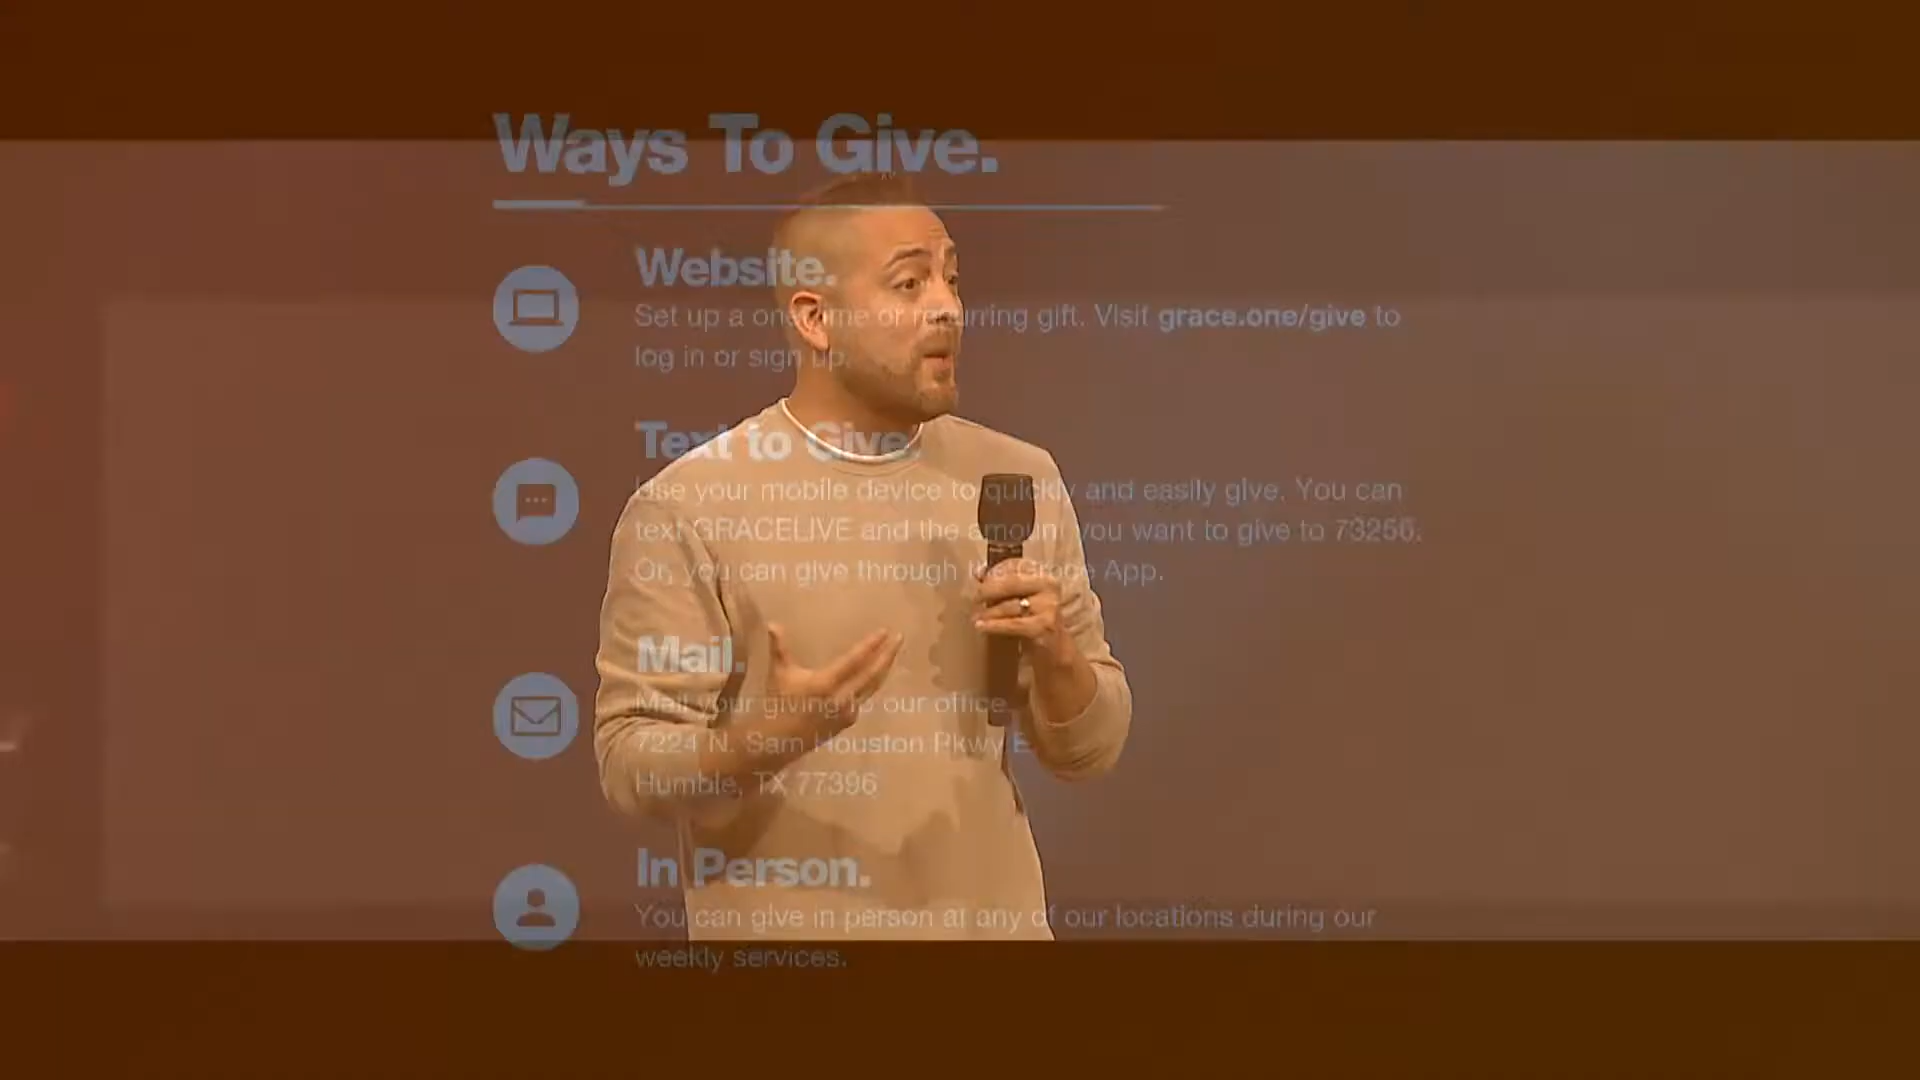 Ways To Give.
Website.
Set up a one-time or recurring gift. Visit grace.one/give to
log in or sign up.
Text to Give.
Use your mobile device to quickly and easily give. You can
text GRACELIVE and the amount you want to give to 73256.
Or, you can give through the Grace App.
Mail.
Mail your giving to our office.
7224 N. Sam Houston Pkwy E
Humble, TX 77396
In Person.
You can give in person at any of our locations during our
weekly services.